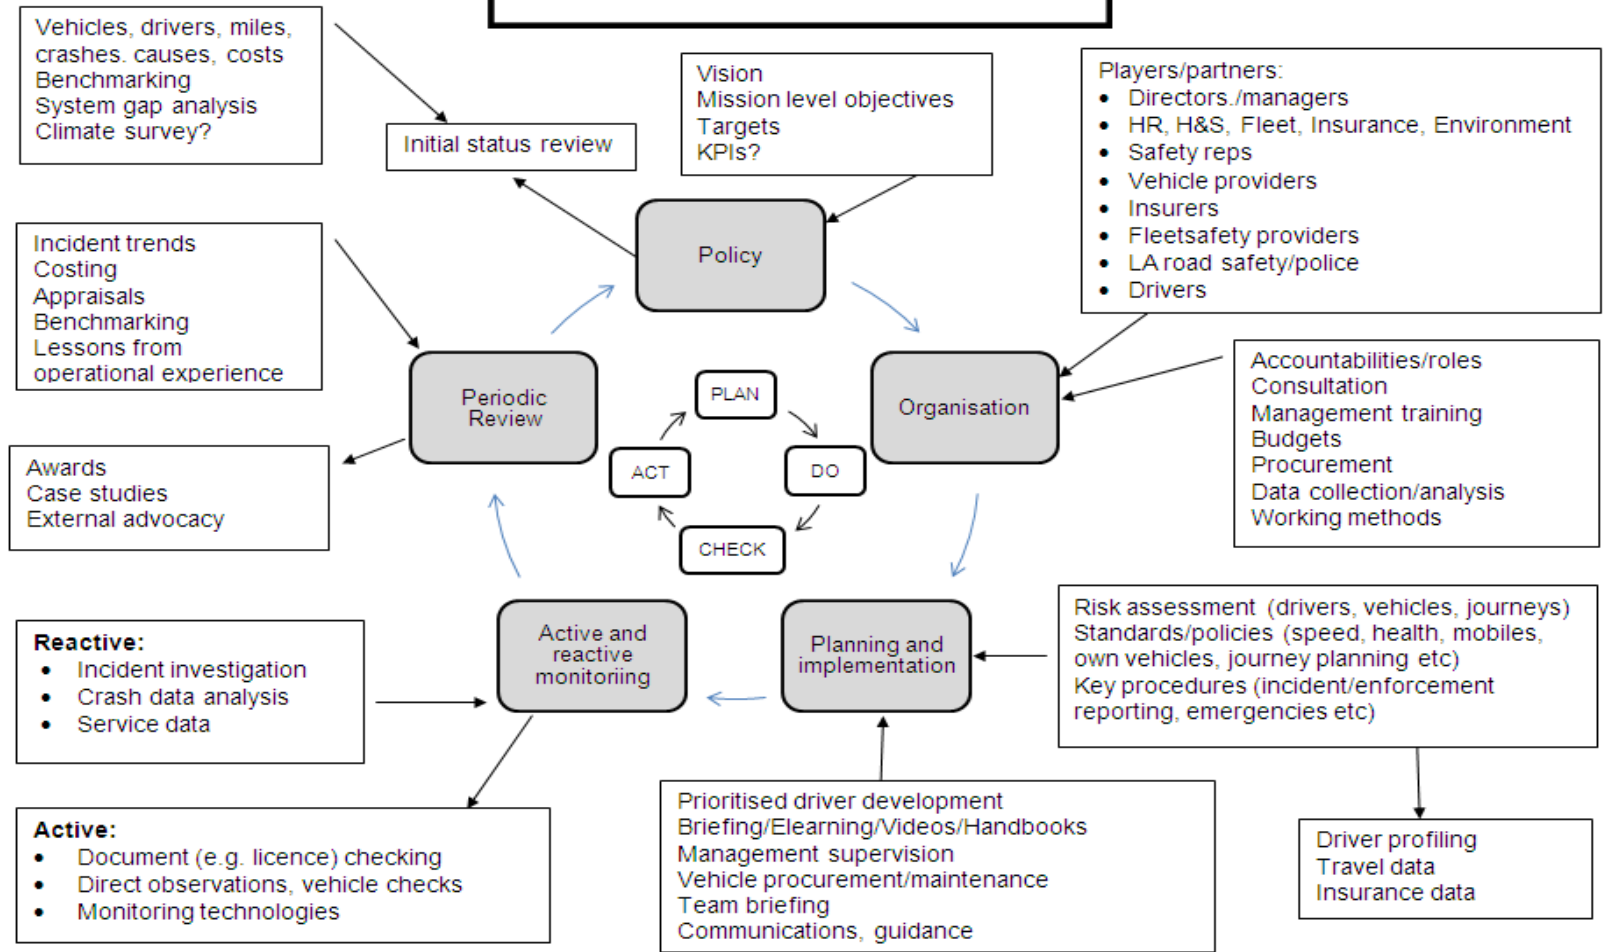 Vehicles, drivers, miles,
crashes. causes, costs
Benchmarking
System gap analysis
Climate survey?
Initial status review
Vision
Mission level objectives
Targets
KPIs?
Players/partners:
• Directors./managers
• HR, H&S, Fleet, Insurance, Environment
• Safety reps
• Vehicle providers
• Insurers
• Fleetsafety providers
• LA road safety/police
• Drivers
Policy
Incident trends
Costing
Appraisals
Benchmarking
Lessons from
operational experience
Periodic
Review
PLAN
DO
CHECK
ACT
Organisation
Accountabilities/roles
Consultation
Management training
Budgets
Procurement
Data collection/analysis
Working methods
Awards
Case studies
External advocacy
Reactive:
• Incident investigation
• Crash data analysis
• Service data
Active and
reactive
monitoriing
Planning and
implementation
Risk assessment (drivers, vehicles, journeys)
Standards/policies (speed, health, mobiles,
own vehicles, journey planning etc)
Key procedures (incident/enforcement
reporting, emergencies etc)
Active:
• Document (e.g. licence) checking
• Direct observations, vehicle checks
• Monitoring technologies
Prioritised driver development
Briefing/Elearning/Videos/Handbooks
Management supervision
Vehicle procurement/maintenance
Team briefing
Communications, guidance
Driver profiling
Travel data
Insurance data